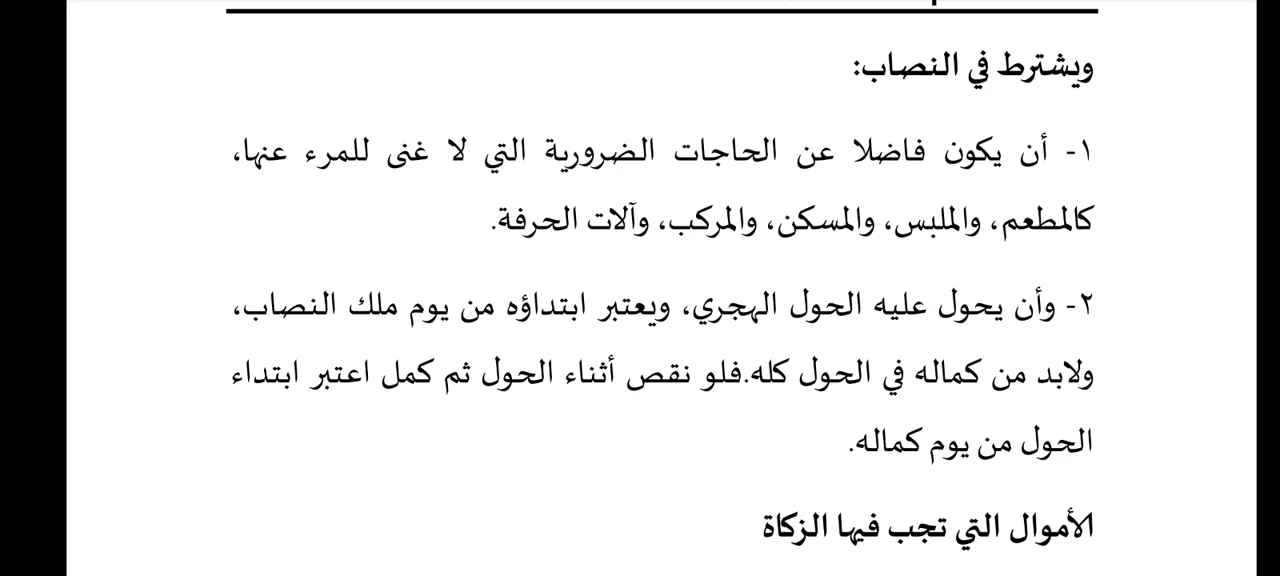 ويشترط في النصاب:
١- أن يكون فاضلا عن الحاجات الضرورية التي لا غنى للمرء عنها،
كالمطعم، والملبس، والمسكن، والمركب، وآلات الحرفة.
٢- وأن يحول عليه الحول الهجري، ويعتبر ابتداؤه من يوم ملك النصاب،
ولابد من كماله في الحول كله.فلو نقص أثناء الحول ثم كمل اعتبر ابتداء
الحول من يوم كماله.
الأموال التي تجب فيها الزكاة